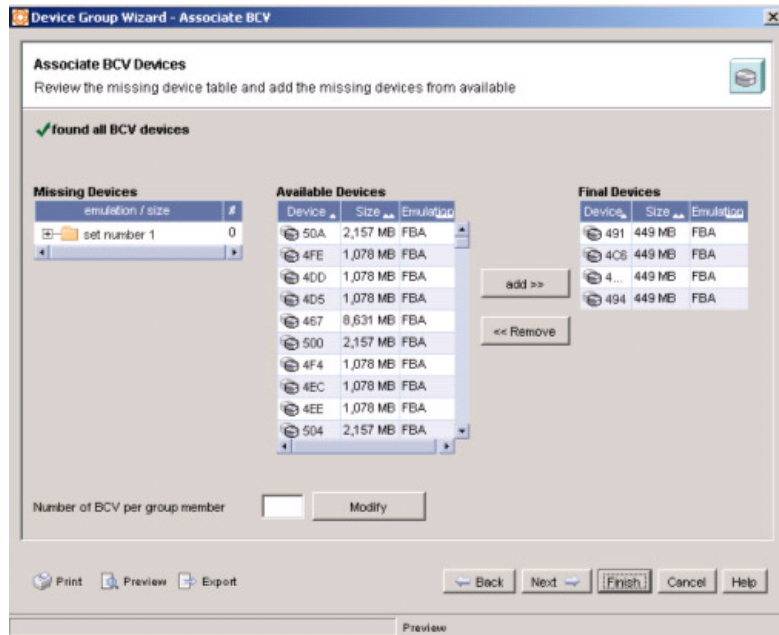 Device Group Wizard - Associate BCV
Associate BCV Devices
Review the missing device table and add the missing devices from available
found all BCV devices
Missing Devices
emulation / size #
set number 1 0
Available Devices
Device Size Emulation
50A 2,157 MB FBA
4FE 1,078 MB FBA
4DD 1,078 MB FBA
4D5 1,078 MB FBA
467 8,631 MB FBA
500 2,157 MB FBA
4F4 1,078 MB FBA
4EC 1,078 MB FBA
4EE 1,078 MB FBA
504 2,157 MB FBA
add >>
<< Remove
Final Devices
Device Size Emulation
491 449 MB FBA
4C6 449 MB FBA
4... 449 MB FBA
494 449 MB FBA
Number of BCV per group member Modify
Print Preview Export Back Next Finish Cancel Help
Preview